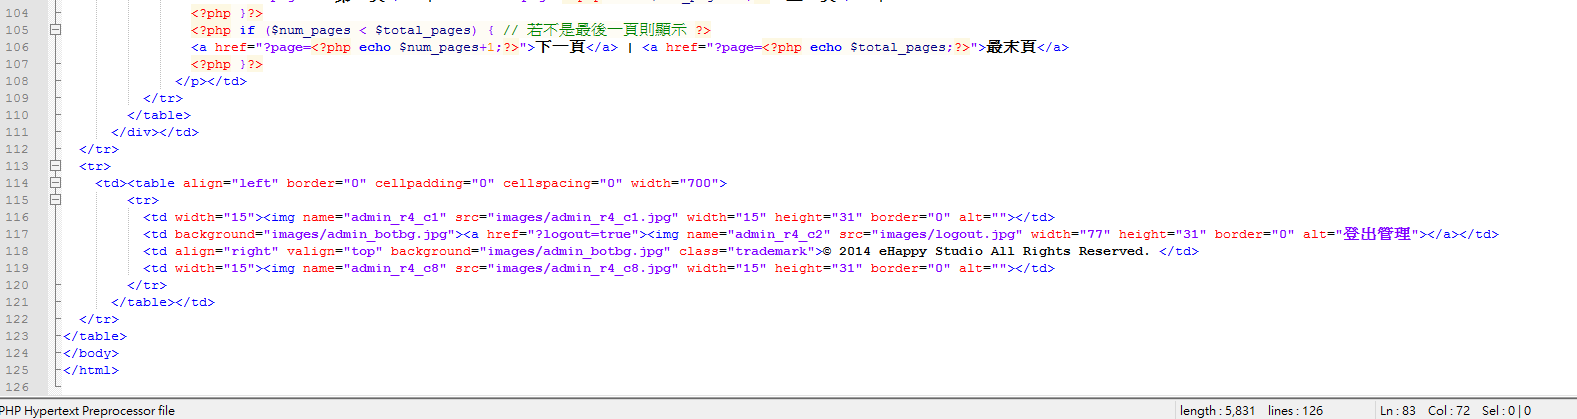 104 <?php }?>
105 <?php if ($num_pages < $total_pages) { // 若不是最後一頁則顯示 ?>
106 <a href="?page=<?php echo $num_pages+1;?>">下一頁</a> | <a href="?page=<?php echo $total_pages;?>">最末頁</a>
107 <?php }?>
108 </p></td>
109 </tr>
110 </table>
111 </div></td>
112 </tr>
113 <tr>
114 <td><table align="left" border="0" cellpadding="0" cellspacing="0" width="700">
115 <tr>
116 <td width="15"><img name="admin_r4_c1" src="images/admin_r4_c1.jpg" width="15" height="31" border="0" alt=""></td>
117 <td background="images/admin_botbg.jpg"><a href="?logout=true"><img name="admin_r4_c2" src="images/logout.jpg" width="77" height="31" border="0" alt="登出管理"></a></td>
118 <td align="right" valign="top" background="images/admin_botbg.jpg" class="trademark">© 2014 eHappy Studio All Rights Reserved. </td>
119 <td width="15"><img name="admin_r4_c8" src="images/admin_r4_c8.jpg" width="15" height="31" border="0" alt=""></td>
120 </tr>
121 </table></td>
122 </tr>
123 </table>
124 </body>
125 </html>
126
PHP Hypertext Preprocessor file length : 5,831 lines : 126 Ln : 83 Col : 72 Sel : 0 | 0